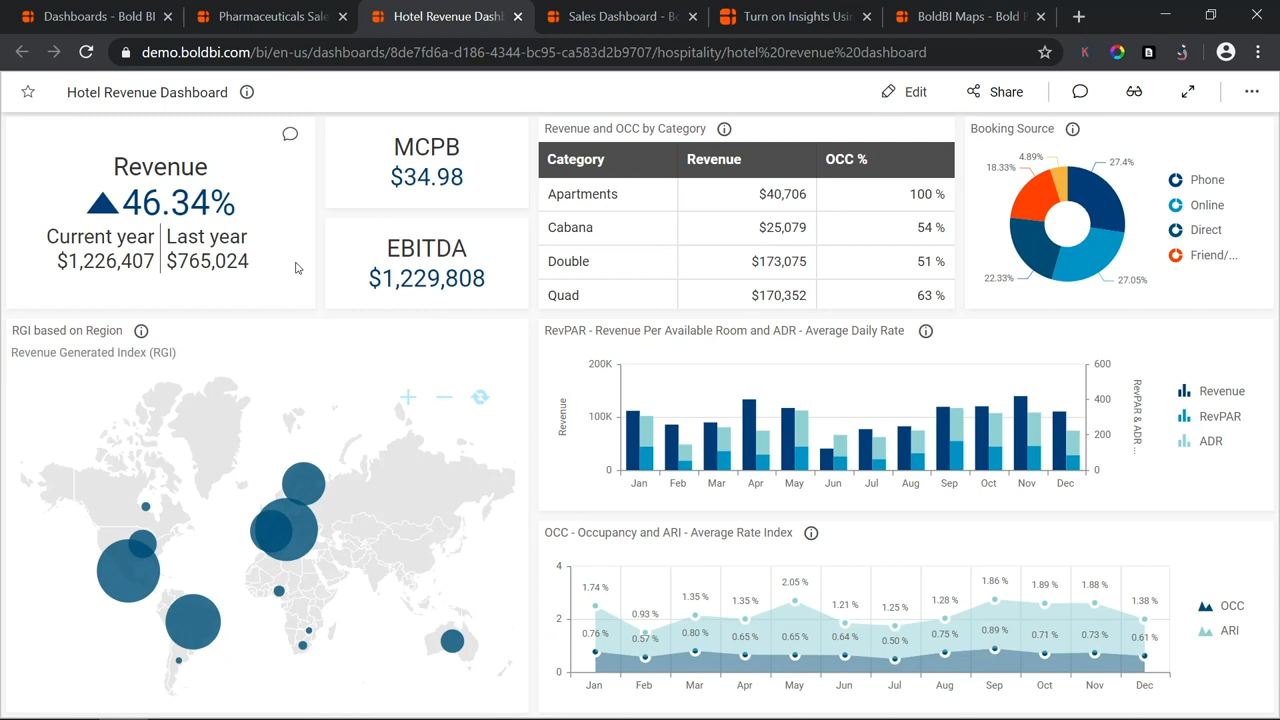 Dashboards - Bold BI
Pharmaceuticals Sale
Hotel Revenue Dashl
Sales Dashboard - Bo
Turn on Insights Usin
BoldBI Maps - Bold B
demo.boldbi.com/bi/en-us/dashboards/8de7fd6a-d186-4344-bc95-ca583d2b9707/hospitality/hotel%20revenue%20dashboard
Hotel Revenue Dashboard
Edit
Share
Revenue
46.34%
Current year
Last year
$1,226,407
$765,024
MCPB
$34.98
EBITDA
$1,229,808
Revenue and OCC by Category
Category Revenue OCC %
Apartments $40,706 100 %
Cabana $25,079 54 %
Double $173,075 51 %
Quad $170,352 63 %
Booking Source
4.89%
27.4%
18.33%
22.33%
27.05%
Phone
Online
Direct
Friend/...
RGI based on Region
Revenue Generated Index (RGI)
RevPAR - Revenue Per Available Room and ADR - Average Daily Rate
200K
100K
0
Revenue
600
400
200
0
RevPAR & ADR ...
Jan Feb Mar Apr May Jun Jul Aug Sep Oct Nov Dec
Revenue
RevPAR
ADR
OCC - Occupancy and ARI - Average Rate Index
4
2
0
1.74 % 0.93 % 1.35 % 1.35 % 2.05 % 1.21 % 1.25 % 1.28 % 1.86 % 1.89 % 1.88 % 1.38 %
0.76 % 0.57 % 0.80 % 0.65 % 0.65 % 0.64 % 0.50 % 0.75 % 0.89 % 0.71 % 0.73 % 0.61 %
Jan Feb Mar Apr May Jun Jul Aug Sep Oct Nov Dec
OCC
ARI